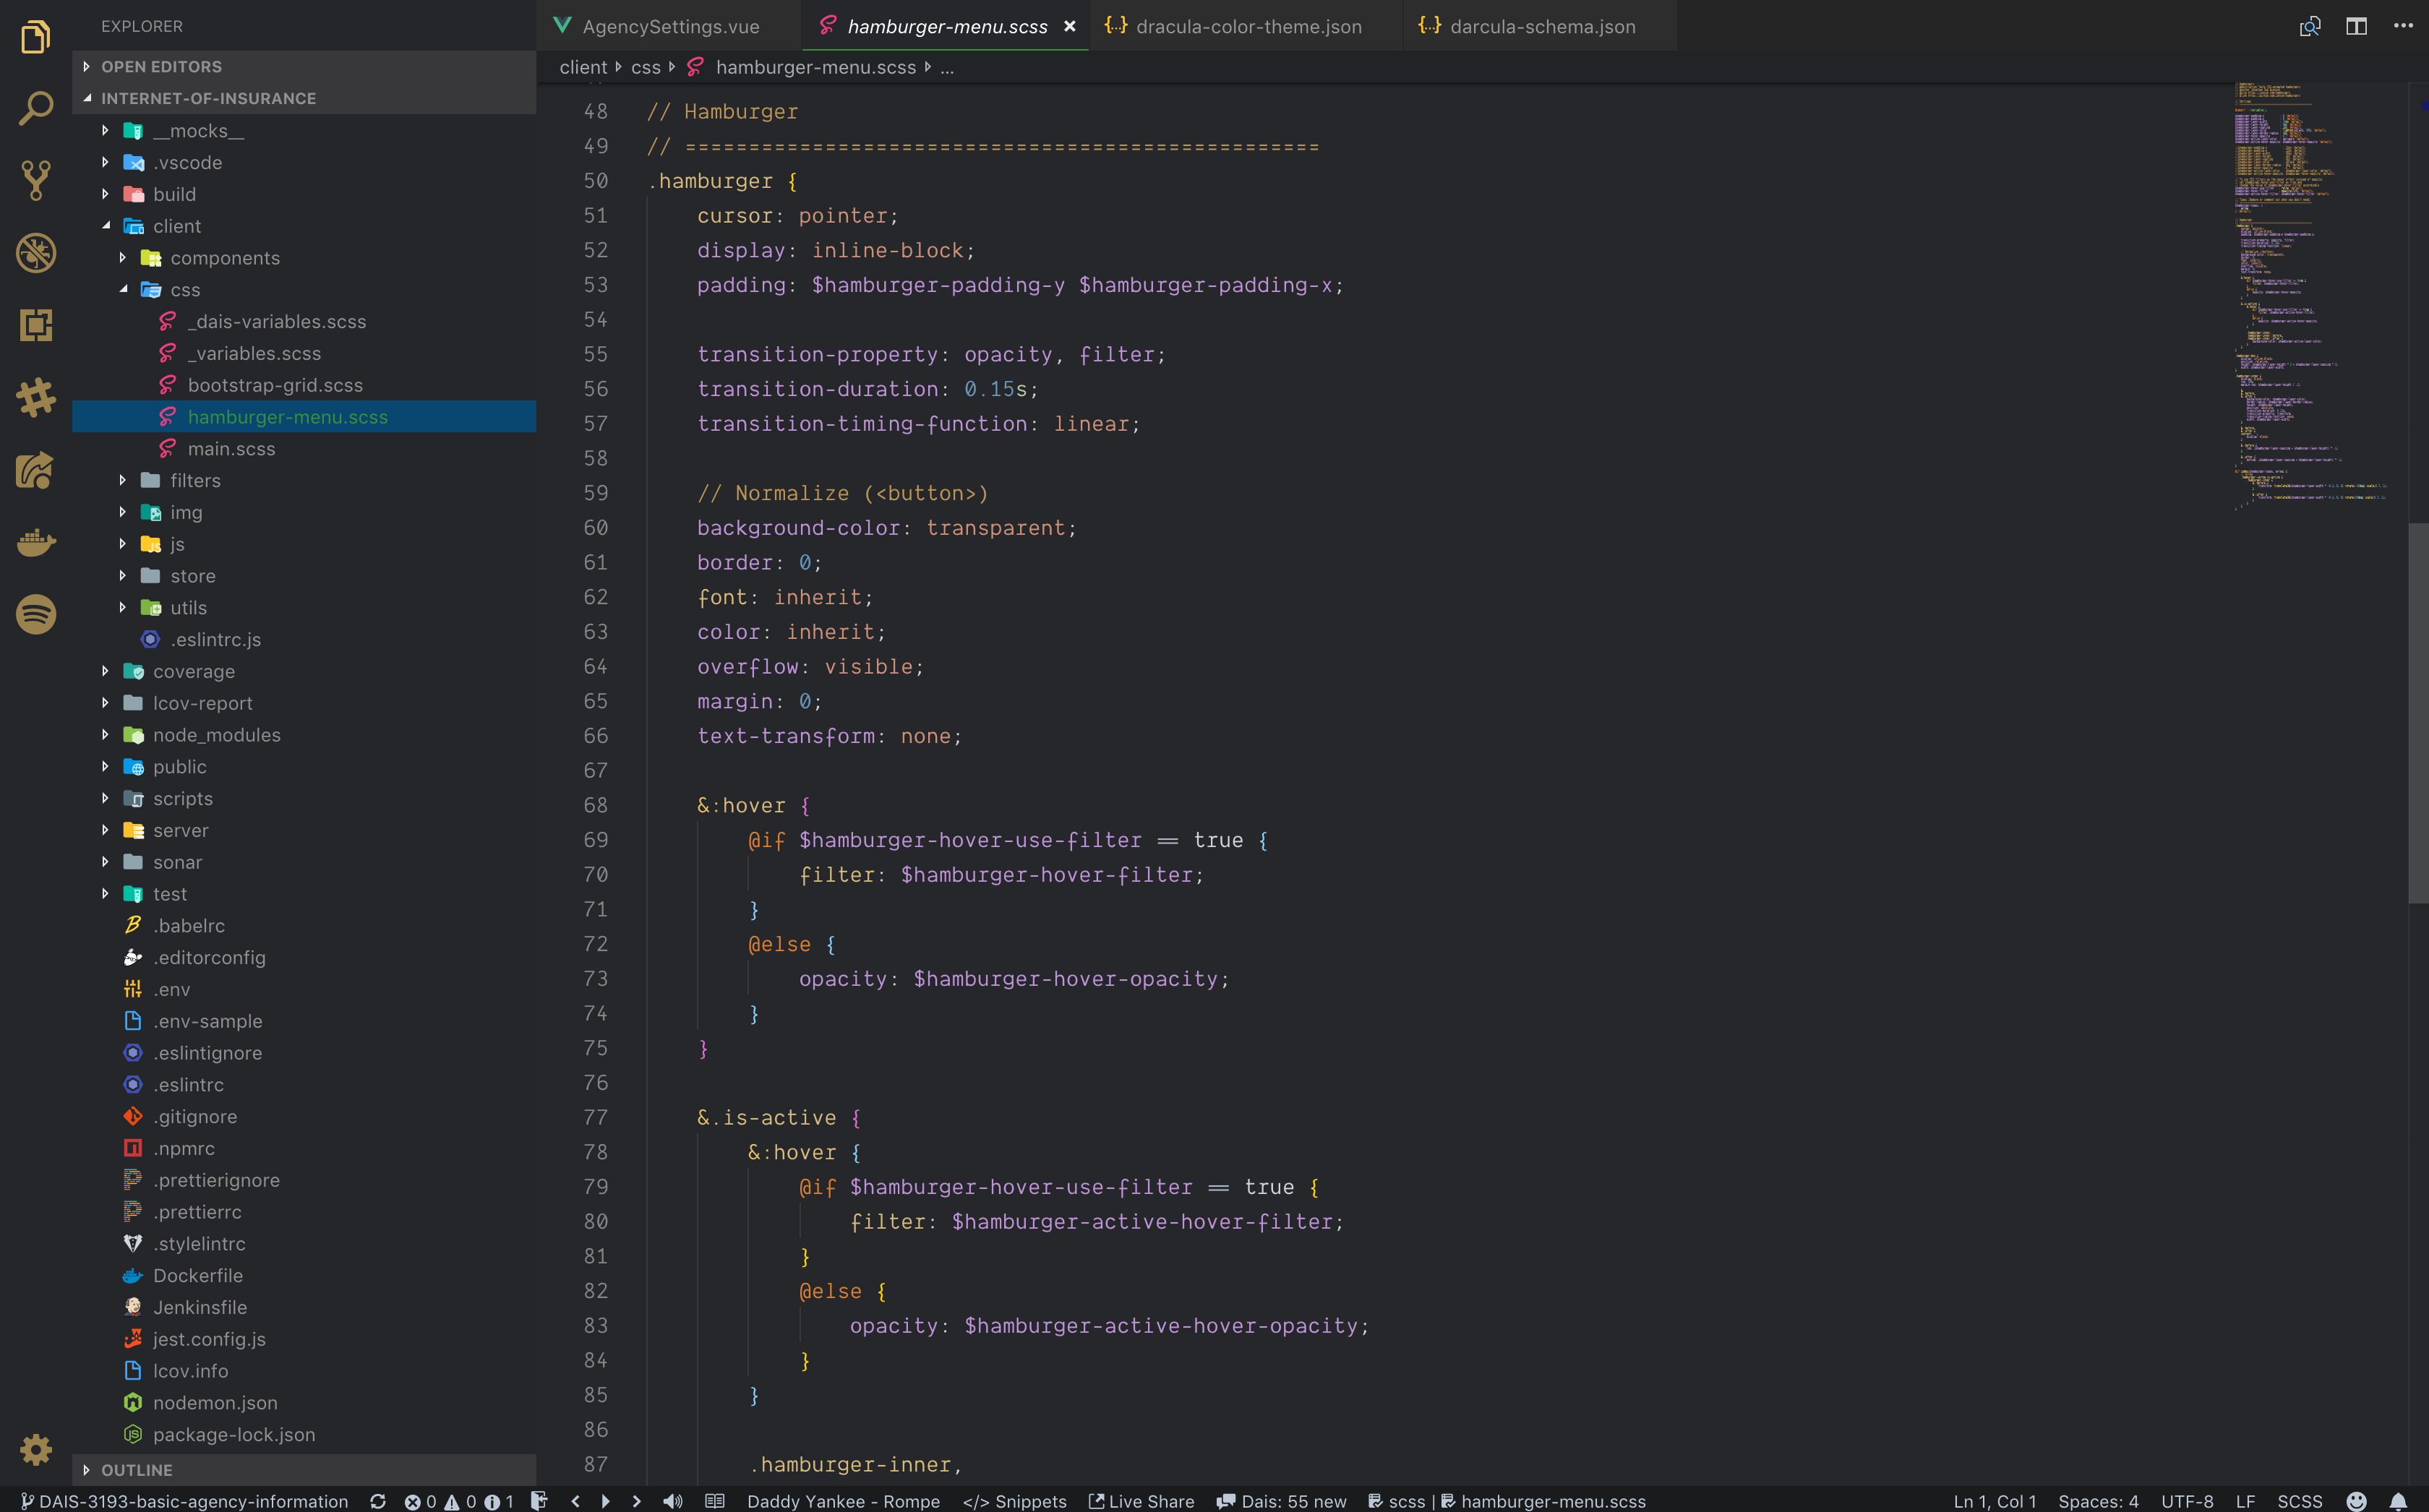 EXPLORER
OPEN EDITORS
INTERNET-OF-INSURANCE
__mocks__
.vscode
build
client
components
css
_dais-variables.scss
_variables.scss
bootstrap-grid.scss
hamburger-menu.scss
main.scss
filters
img
js
store
utils
.eslintrc.js
coverage
lcov-report
node_modules
public
scripts
server
sonar
test
.babelrc
.editorconfig
.env
.env-sample
.eslintignore
.eslintrc
.gitignore
.npmrc
.prettierignore
.prettierrc
.stylelintrc
Dockerfile
Jenkinsfile
jest.config.js
lcov.info
nodemon.json
package-lock.json
OUTLINE
AgencySettings.vue hamburger-menu.scss × {..} dracula-color-theme.json {..} darcula-schema.json
client css hamburger-menu.scss ...
48 // Hamburger
49 // ==================================================
50 .hamburger {
51 cursor: pointer;
52 display: inline-block;
53 padding: $hamburger-padding-y $hamburger-padding-x;
54
55 transition-property: opacity, filter;
56 transition-duration: 0.15s;
57 transition-timing-function: linear;
58
59 // Normalize (<button>)
60 background-color: transparent;
61 border: 0;
62 font: inherit;
63 color: inherit;
64 overflow: visible;
65 margin: 0;
66 text-transform: none;
67
68 &:hover {
69 @if $hamburger-hover-use-filter == true {
70 filter: $hamburger-hover-filter;
71 }
72 @else {
73 opacity: $hamburger-hover-opacity;
74 }
75 }
76
77 &.is-active {
78 &:hover {
79 @if $hamburger-hover-use-filter == true {
80 filter: $hamburger-active-hover-filter;
81 }
82 @else {
83 opacity: $hamburger-active-hover-opacity;
84 }
85 }
86
87 .hamburger-inner,
DAIS-3193-basic-agency-information 0 0 1 Daddy Yankee - Rompe </> Snippets Live Share Dais: 55 new scss | hamburger-menu.scss Ln 1, Col 1 Spaces: 4 UTF-8 LF SCSS